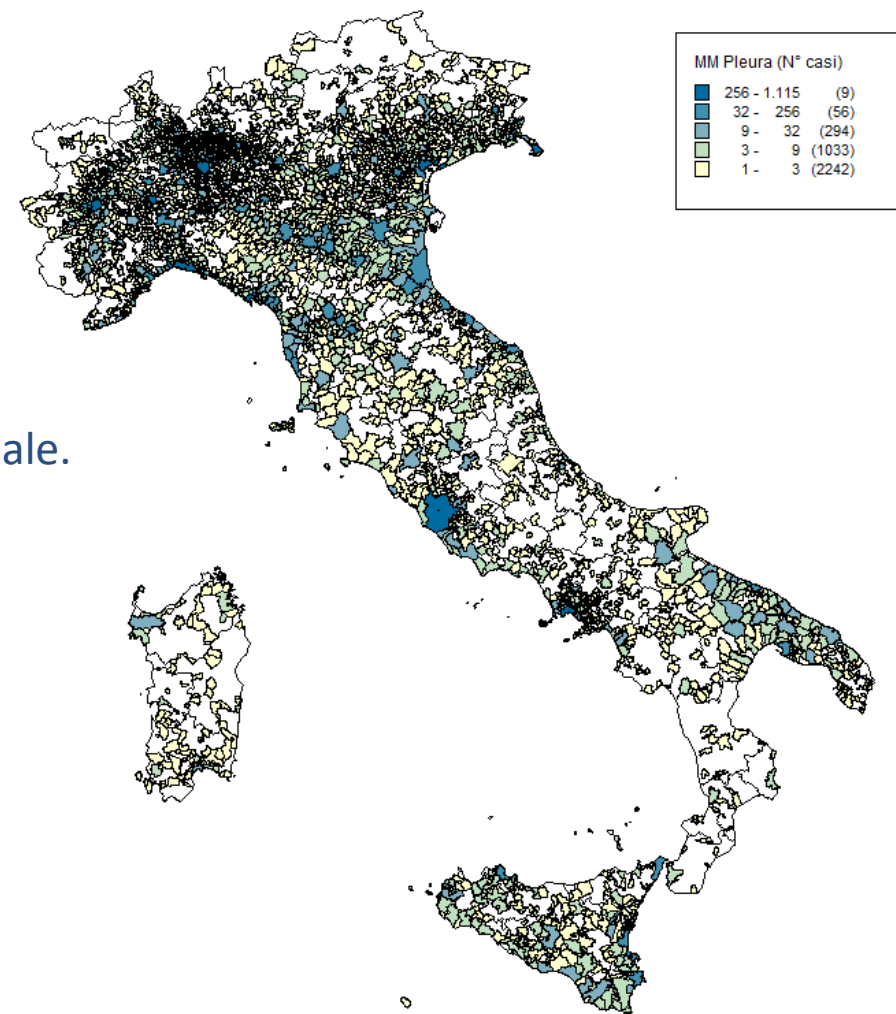 MM Pleura (N° casi)
256 - 1.115 (9)
32 - 256 (56)
9 - 32 (294)
3 - 9 (1033)
1 - 3 (2242)
ale.